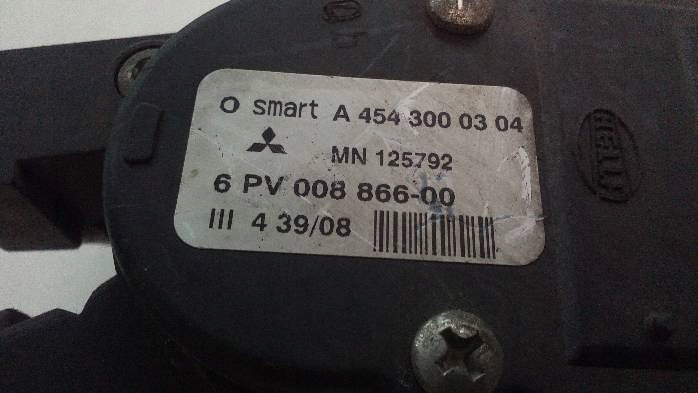 smart A 454 300 03 04
MN 125792
6 PV 008 866-00
III 4 39/08
HELLA